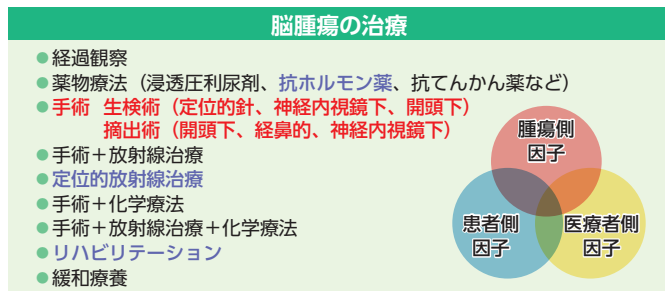 脳腫瘍の治療
●経過観察
●薬物療法（浸透圧利尿剤、抗ホルモン薬、抗てんかん薬など）
●手術 生検術（定位的針、神経内視鏡下、開頭下）
摘出術（開頭下、経鼻的、神経内視鏡下）
●手術＋放射線治療
●定位的放射線治療
●手術＋化学療法
●手術＋放射線治療＋化学療法
●リハビリテーション
●緩和療養
腫瘍側
因子
患者側
因子
医療者側
因子